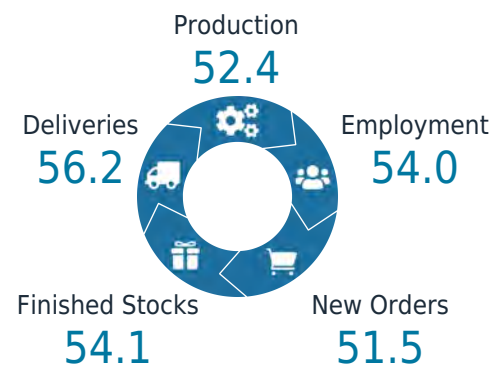 Production
52.4
Deliveries
56.2
Employment
54.0
Finished Stocks
54.1
New Orders
51.5